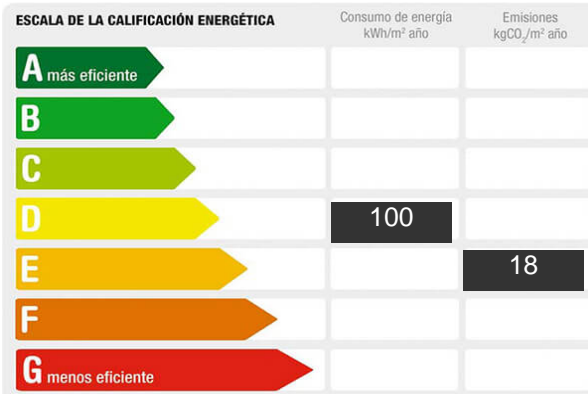 ESCALA DE LA CALIFICACIÓN ENERGÉTICA
Consumo de energía
kWh/m² año
Emisiones
kgCO₂/m² año
A más eficiente
B
C
D
100
E
18
F
G menos eficiente